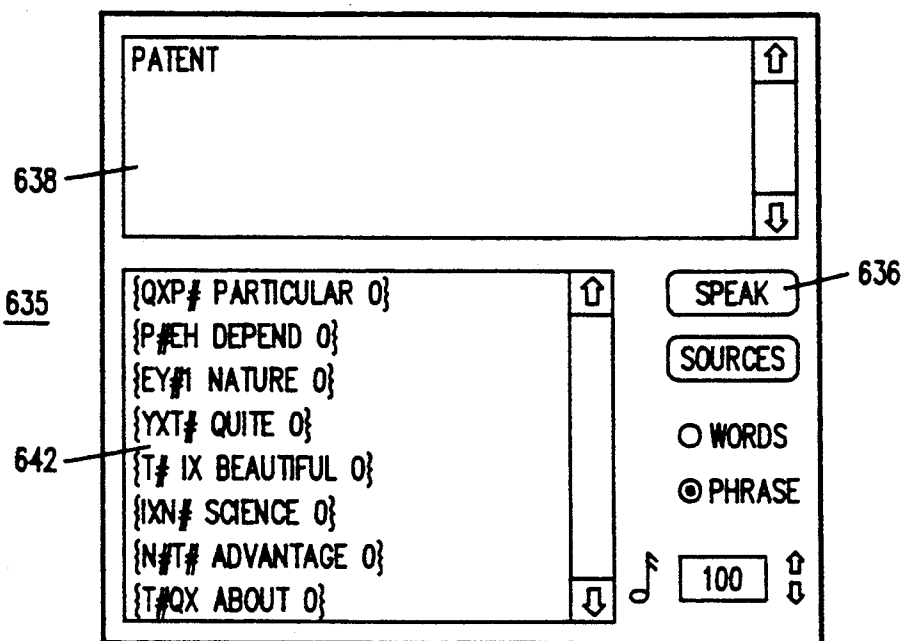 PATENT
638
635
{QXP# PARTICULAR 0}
{P#EH DEPEND 0}
{EY#1 NATURE 0}
{YXT# QUITE 0}
642
{T# IX BEAUTIFUL 0}
{IXN# SCIENCE 0}
{N#T# ADVANTAGE 0}
{T#QX ABOUT 0}
SPEAK
636
SOURCES
WORDS
PHRASE
100